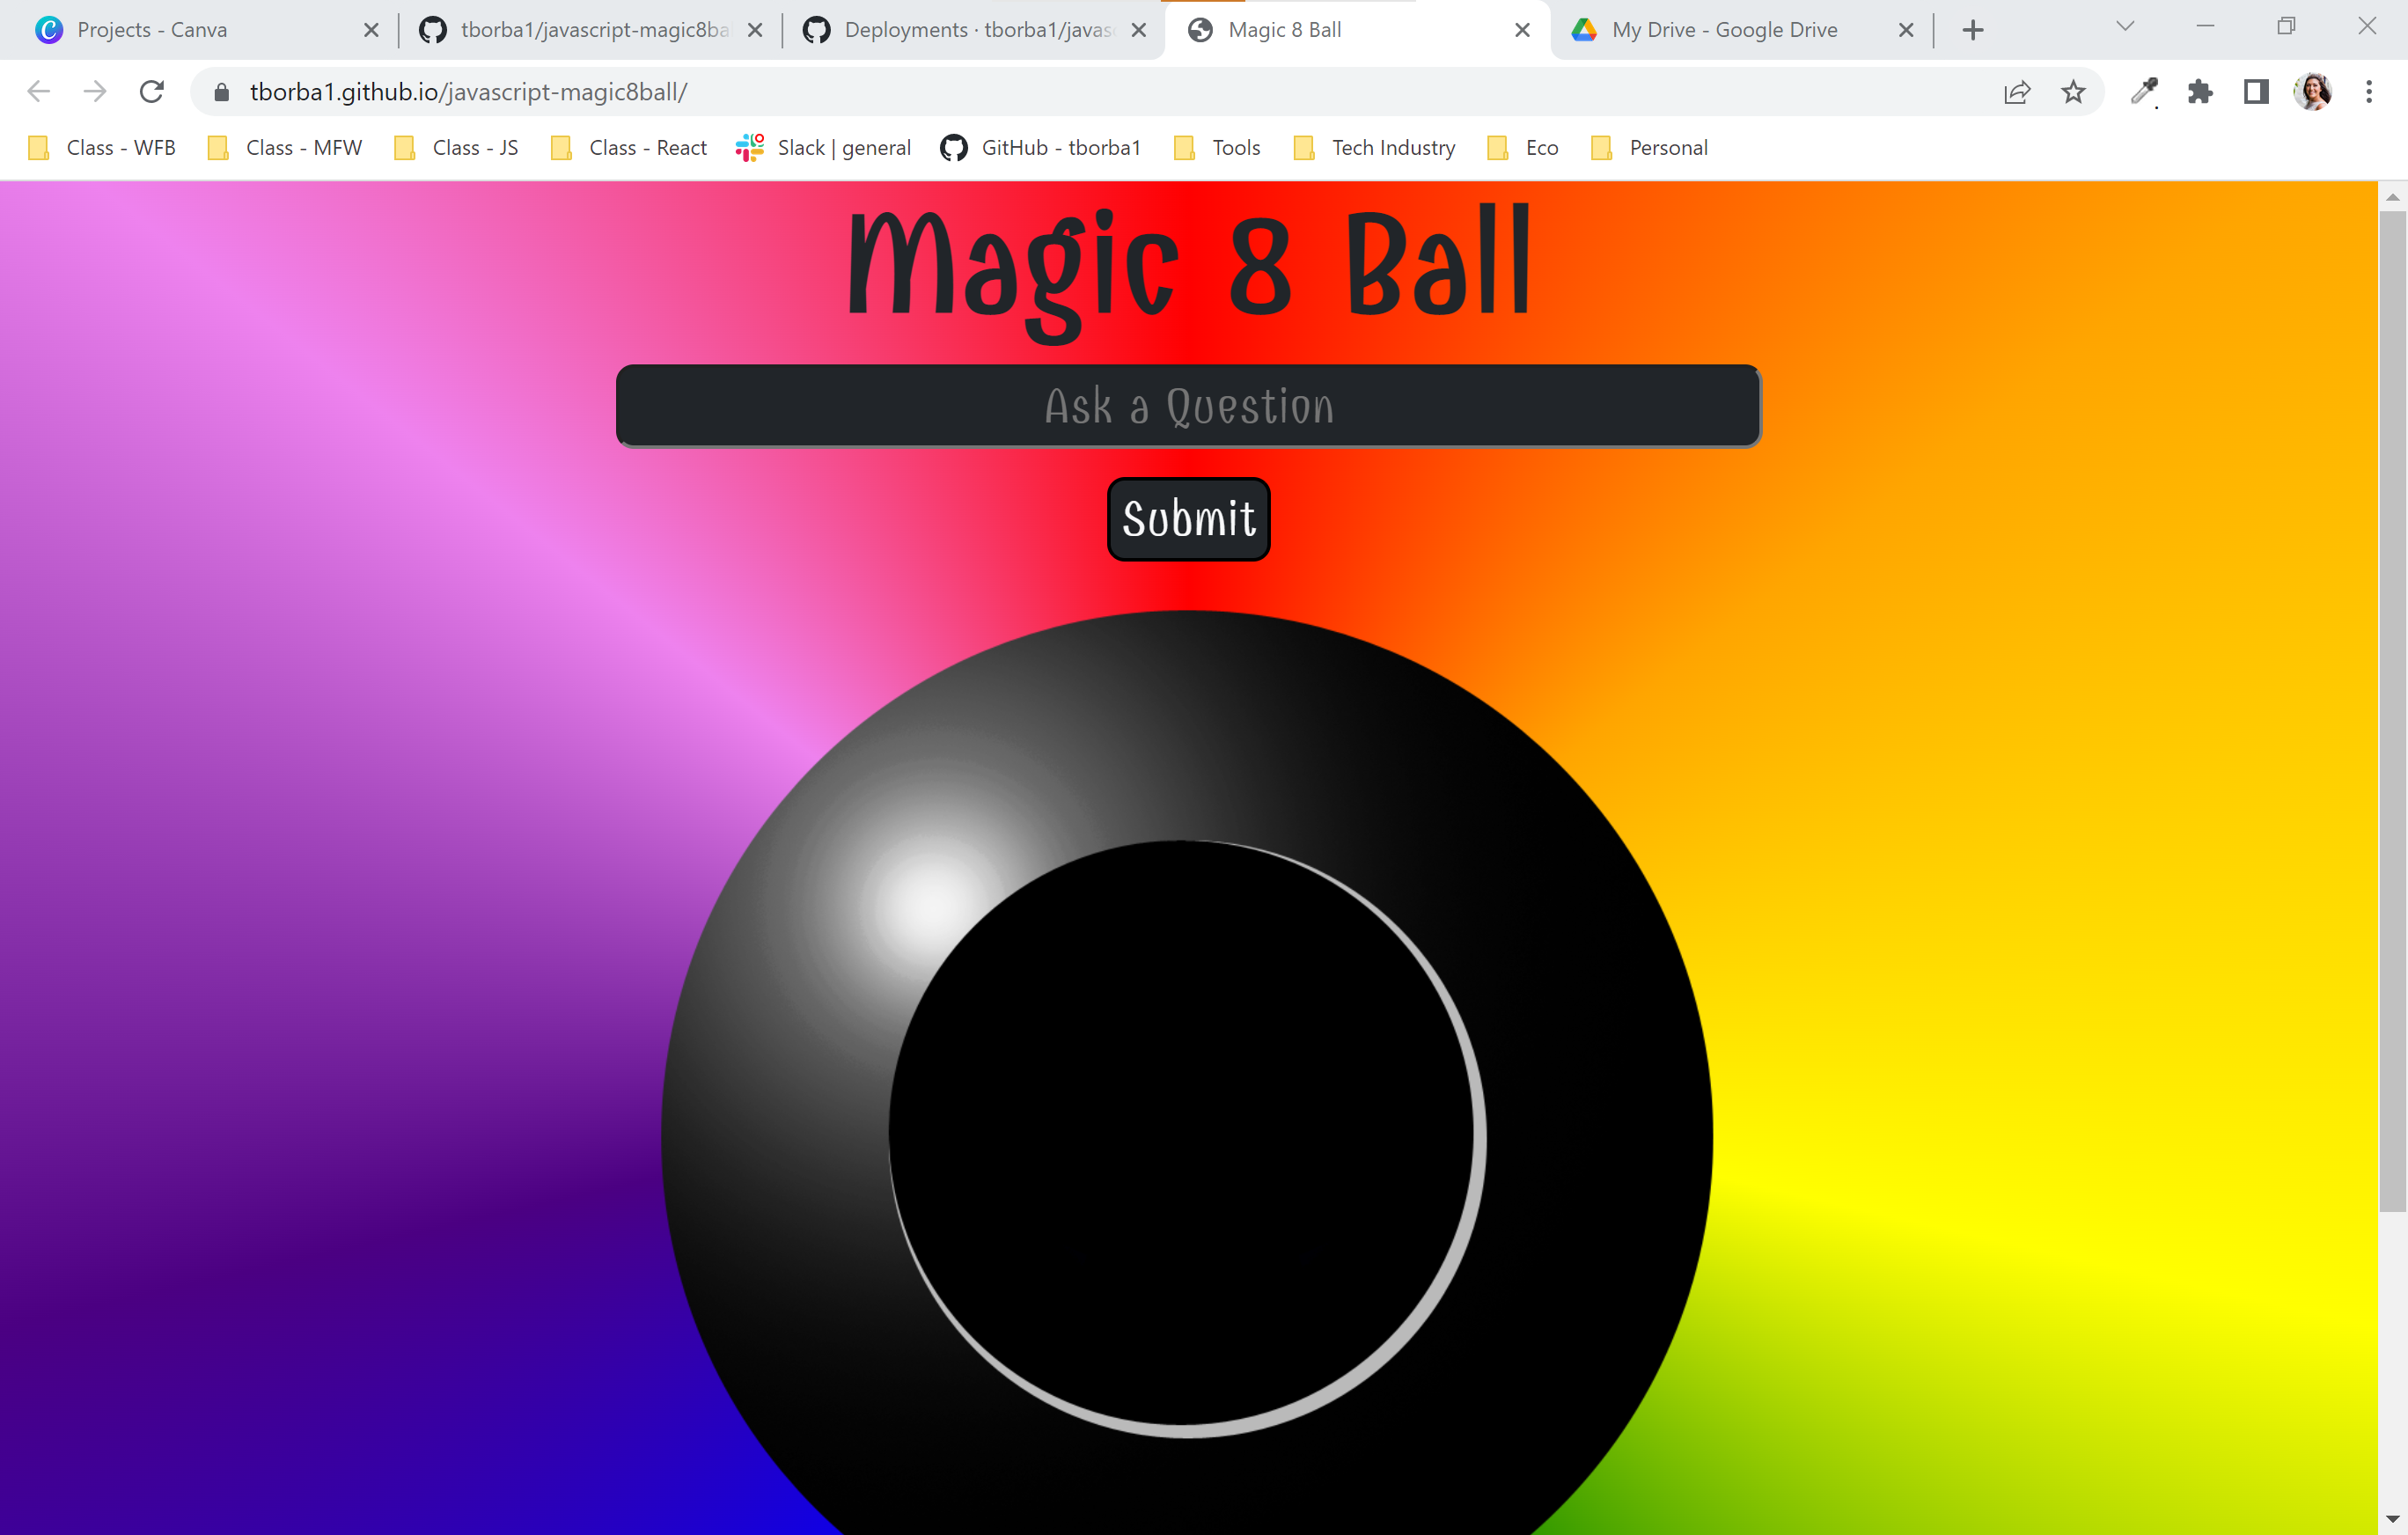 Projects - Canva
tborba1/javascript-magic8ba
Deployments · tborba1/javas
Magic 8 Ball
My Drive - Google Drive
tborba1.github.io/javascript-magic8ball/
Class - WFB
Class - MFW
Class - JS
Class - React
Slack | general
GitHub - tborba1
Tools
Tech Industry
Eco
Personal
Magic 8 Ball
Ask a Question
Submit